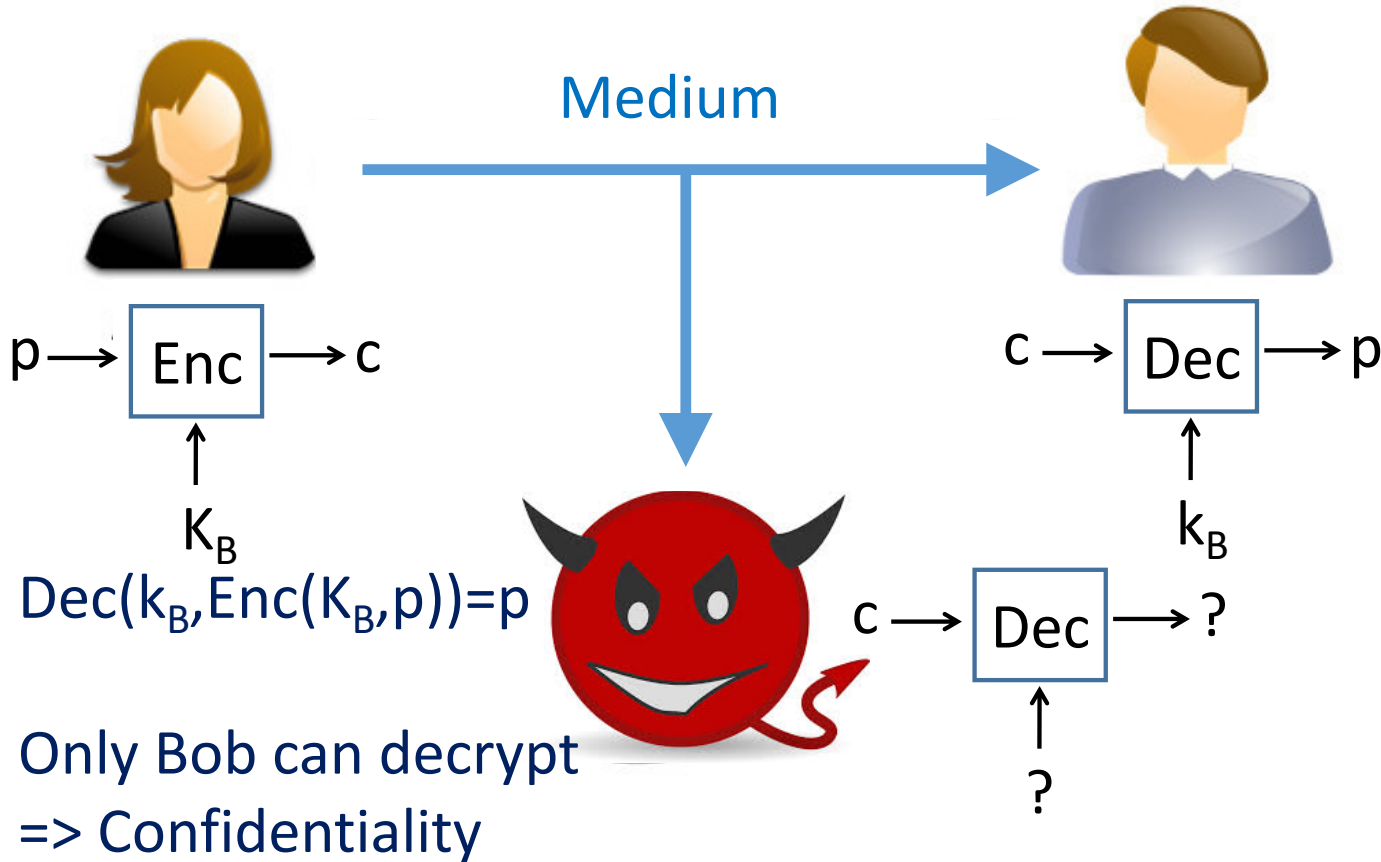 Medium
p Enc c
K_B
c Dec p
k_B
Dec(k_B,Enc(K_B,p))=p
c Dec ?
?
Only Bob can decrypt
=> Confidentiality